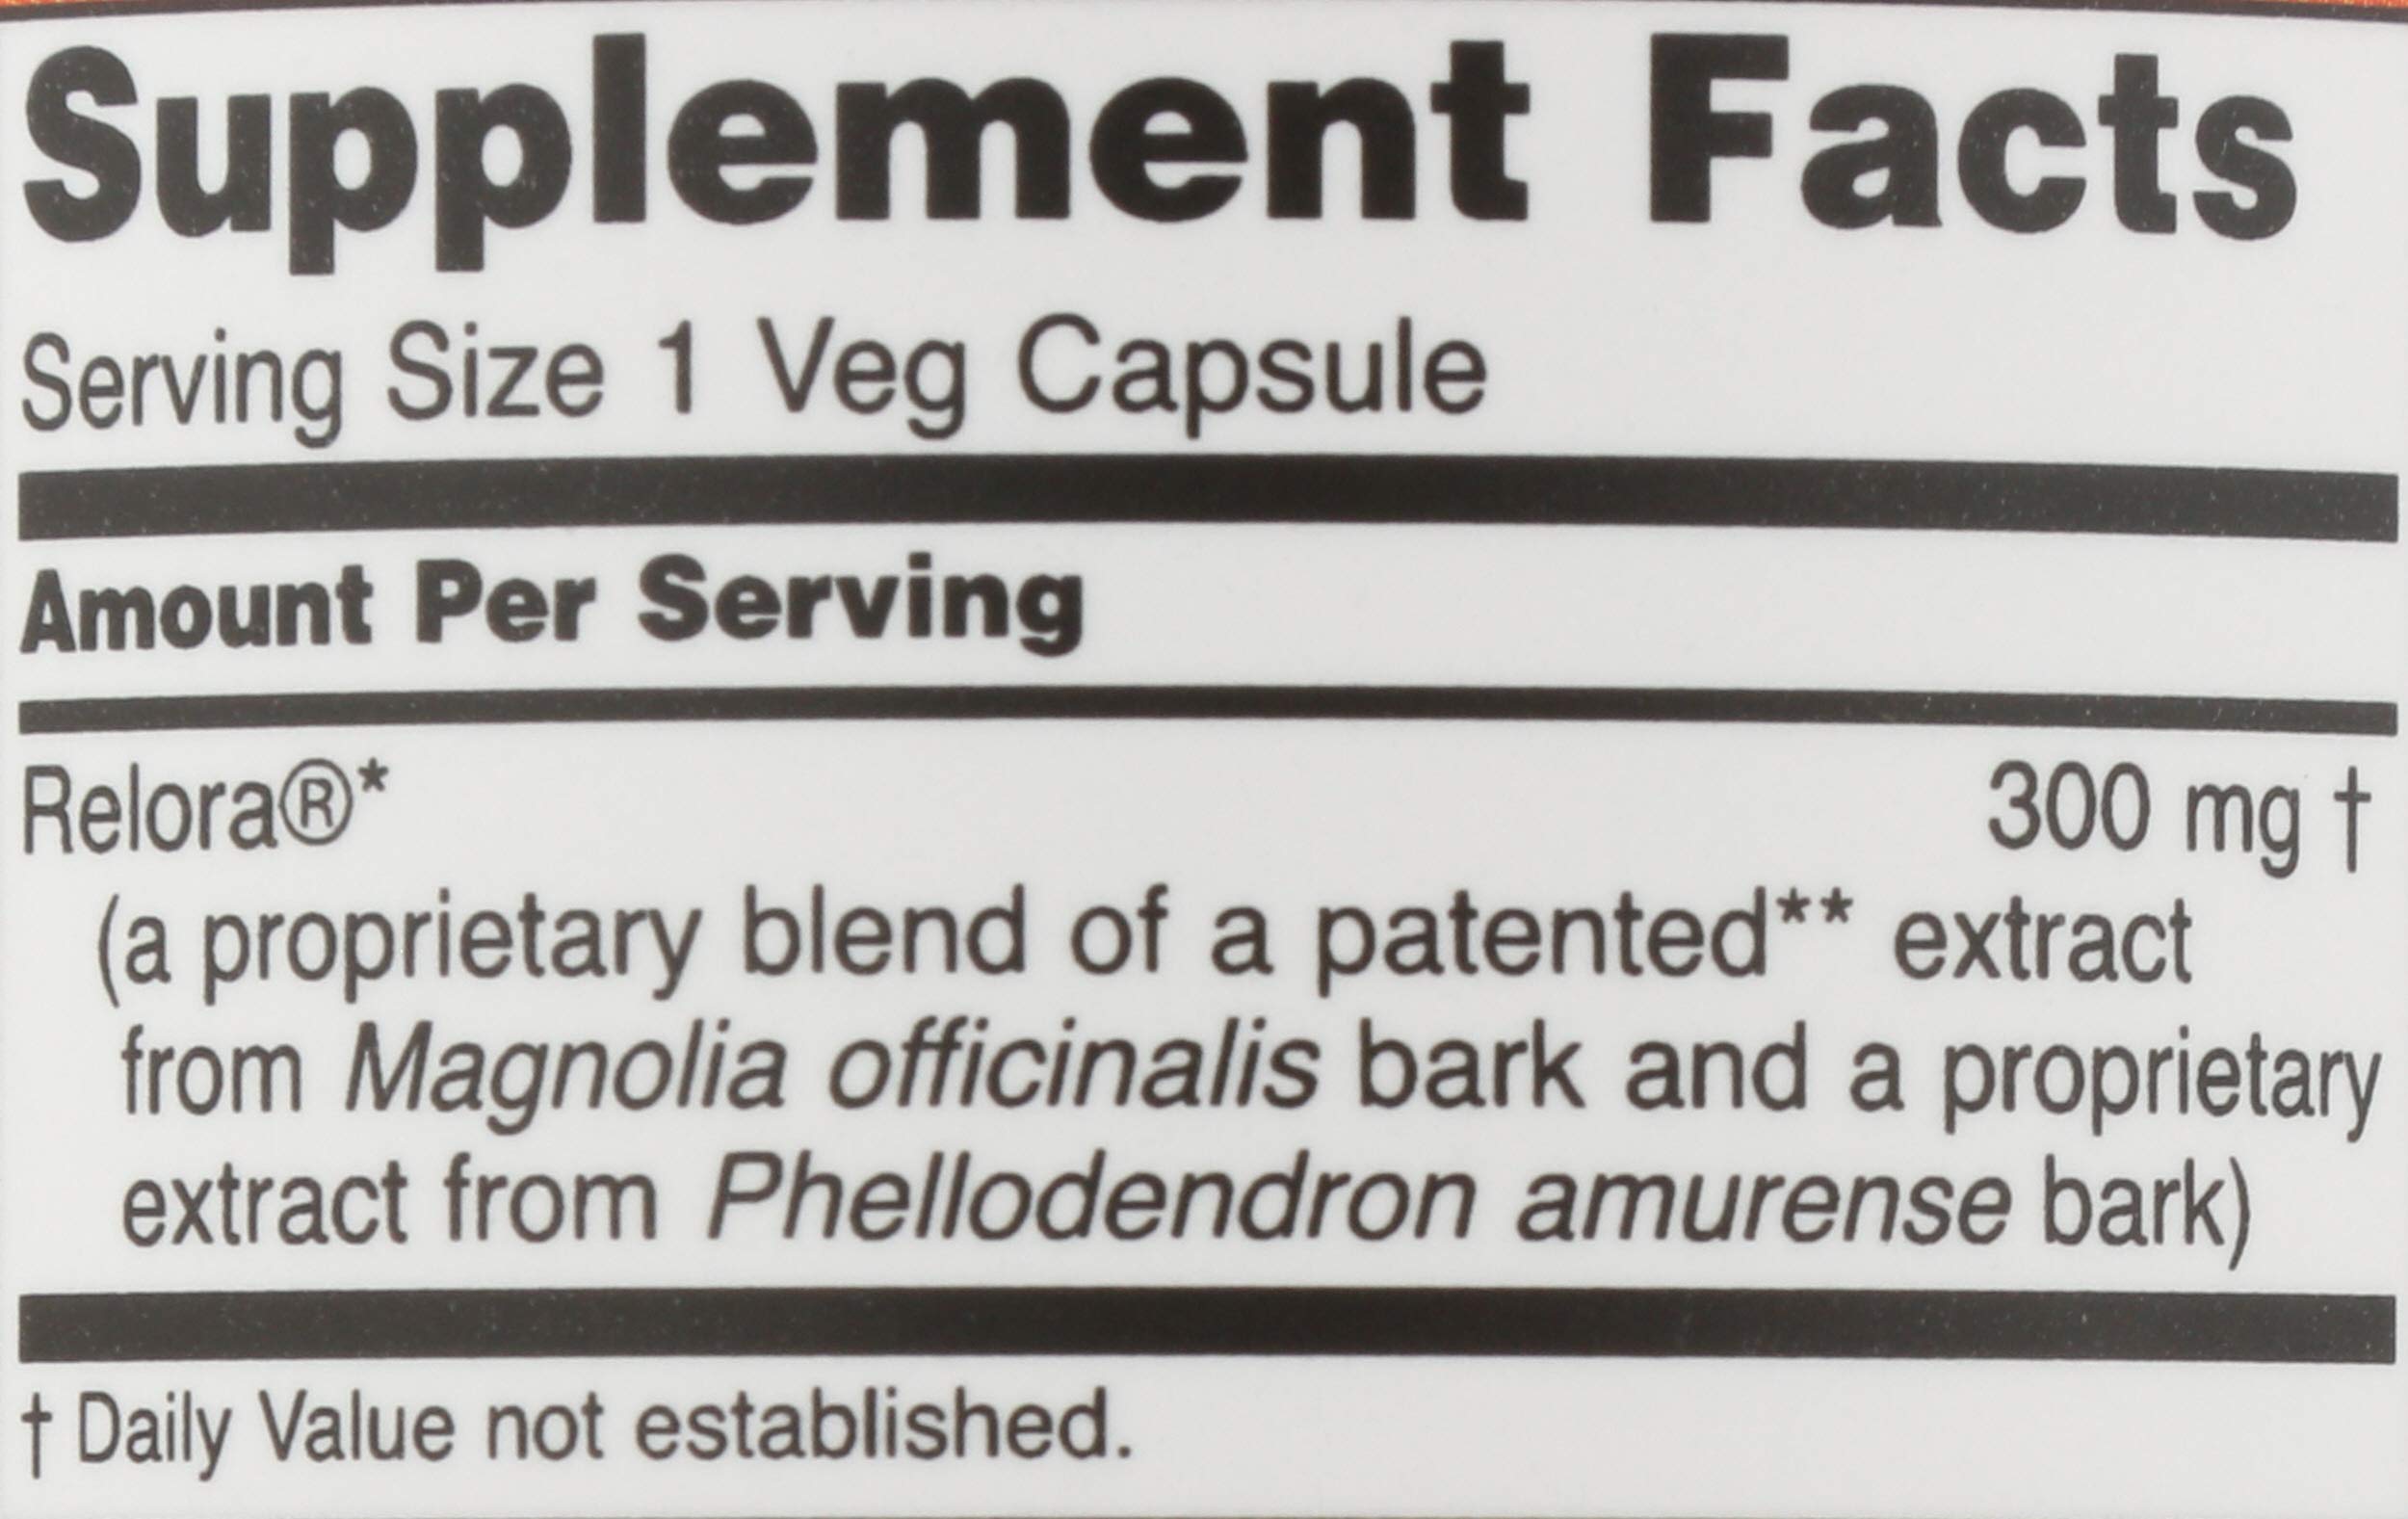 Supplement Facts
Serving Size 1 Veg Capsule
Amount Per Serving
Relora®* 300 mg †
(a proprietary blend of a patented** extract
from Magnolia officinalis bark and a proprietary
extract from Phellodendron amurense bark)
† Daily Value not established.